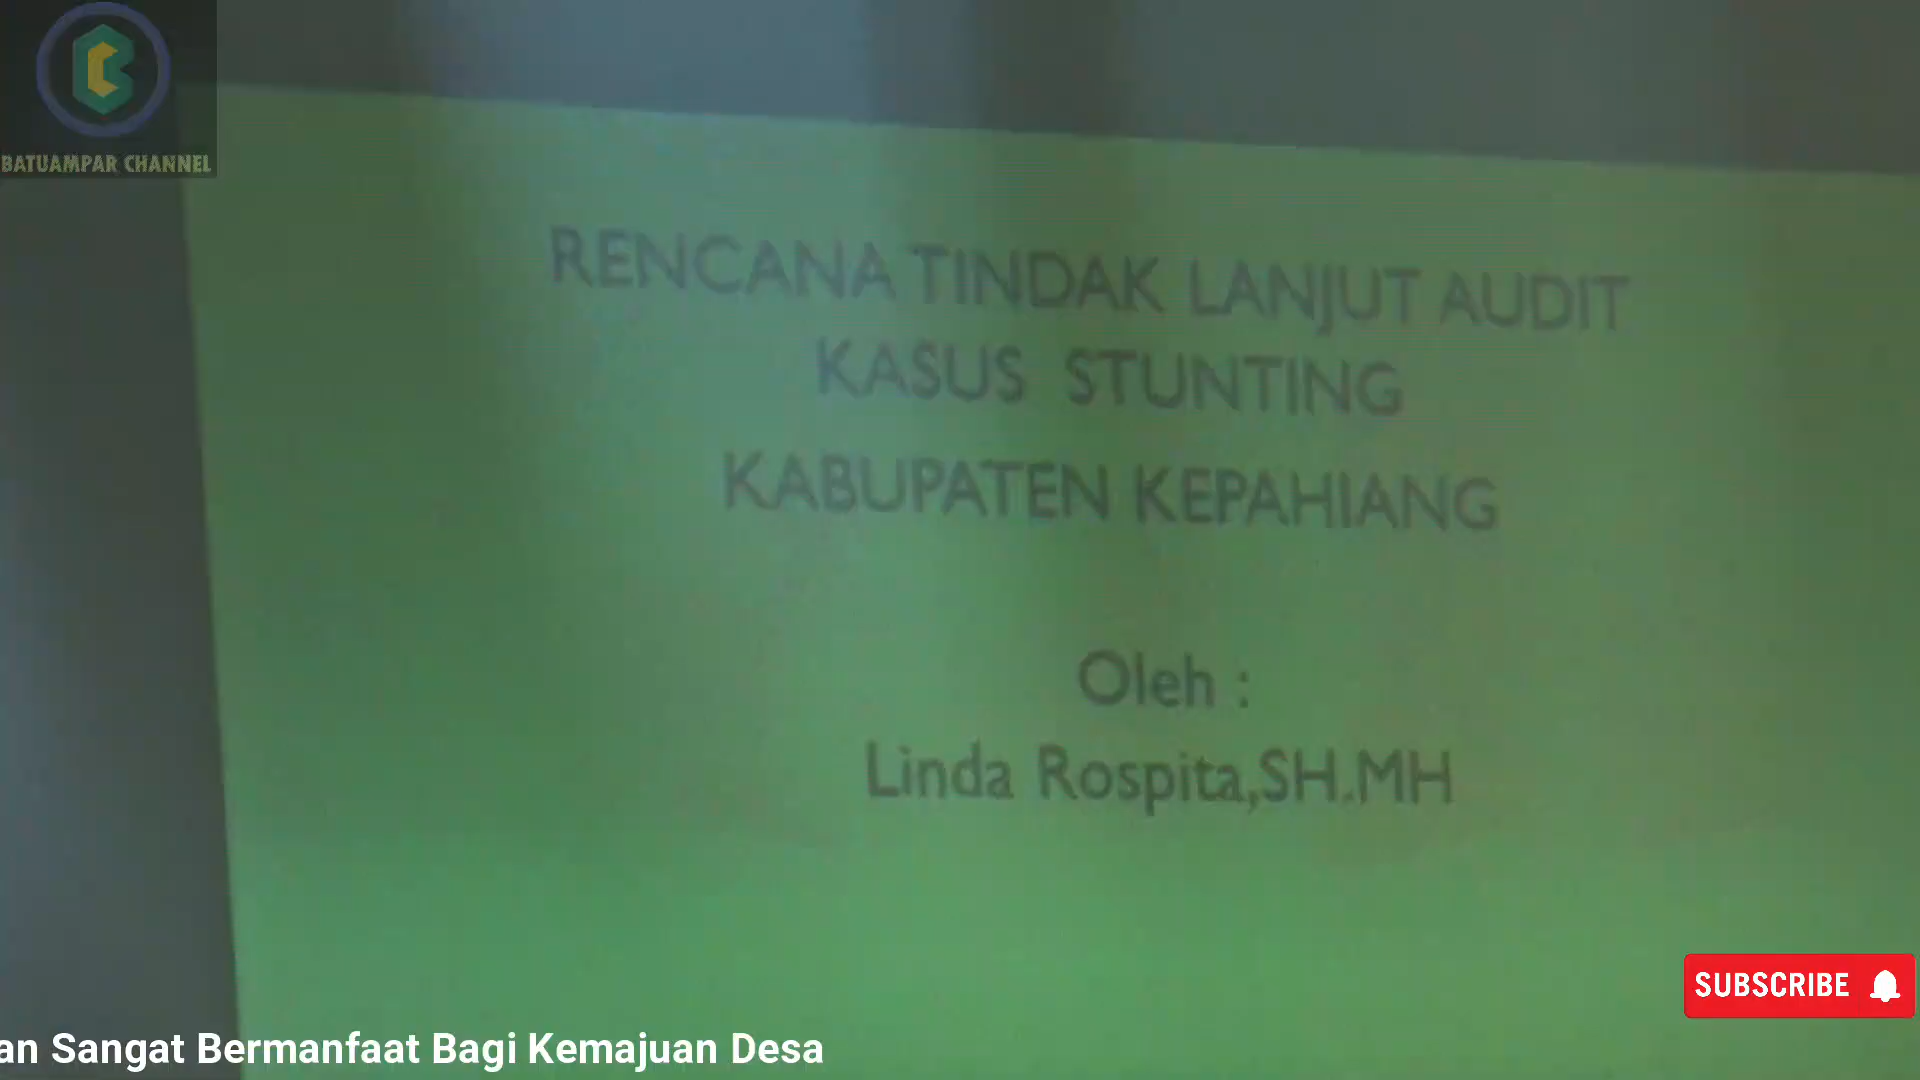 BATUAMPAR CHANNEL
RENCANA TINDAK LANJUT AUDIT
KASUS STUNTING
KABUPATEN KEPAHIANG
Oleh :
Linda Rospita,SH.MH
SUBSCRIBE
an Sangat Bermanfaat Bagi Kemajuan Desa